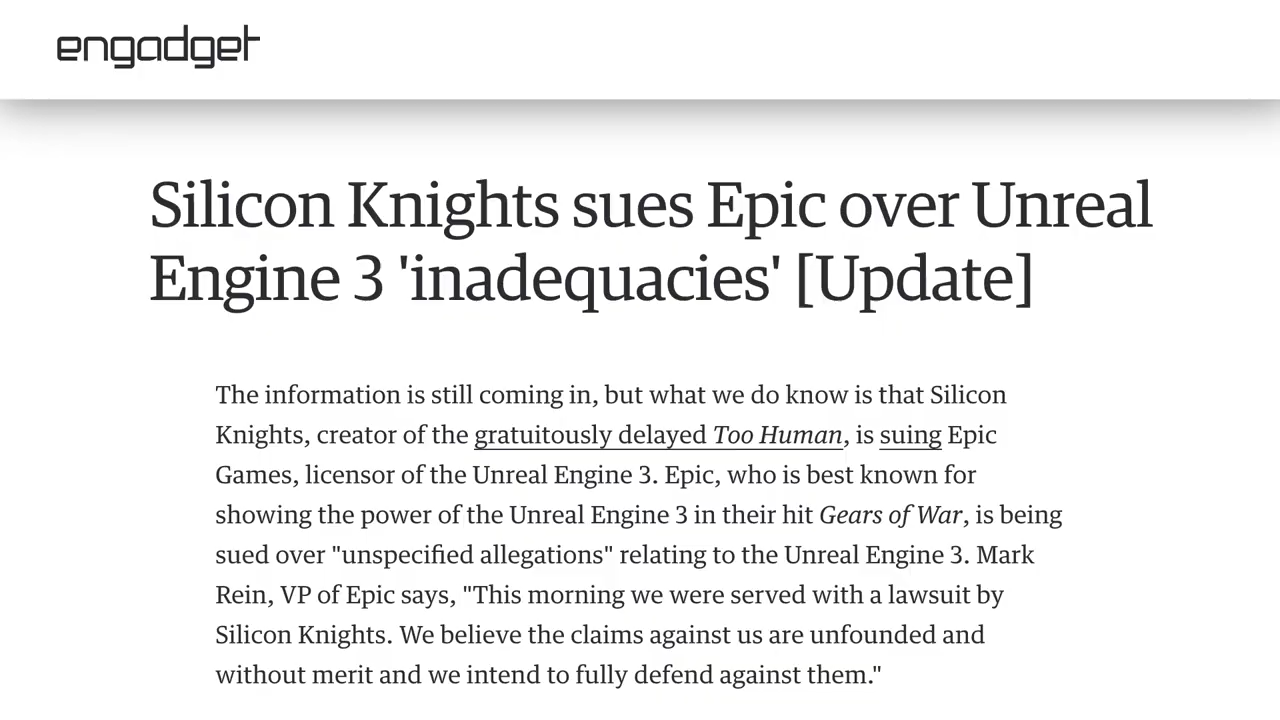 engadget
Silicon Knights sues Epic over Unreal
Engine 3 'inadequacies' [Update]
The information is still coming in, but what we do know is that Silicon
Knights, creator of the gratuitously delayed Too Human, is suing Epic
Games, licensor of the Unreal Engine 3. Epic, who is best known for
showing the power of the Unreal Engine 3 in their hit Gears of War, is being
sued over "unspecified allegations" relating to the Unreal Engine 3. Mark
Rein, VP of Epic says, "This morning we were served with a lawsuit by
Silicon Knights. We believe the claims against us are unfounded and
without merit and we intend to fully defend against them."